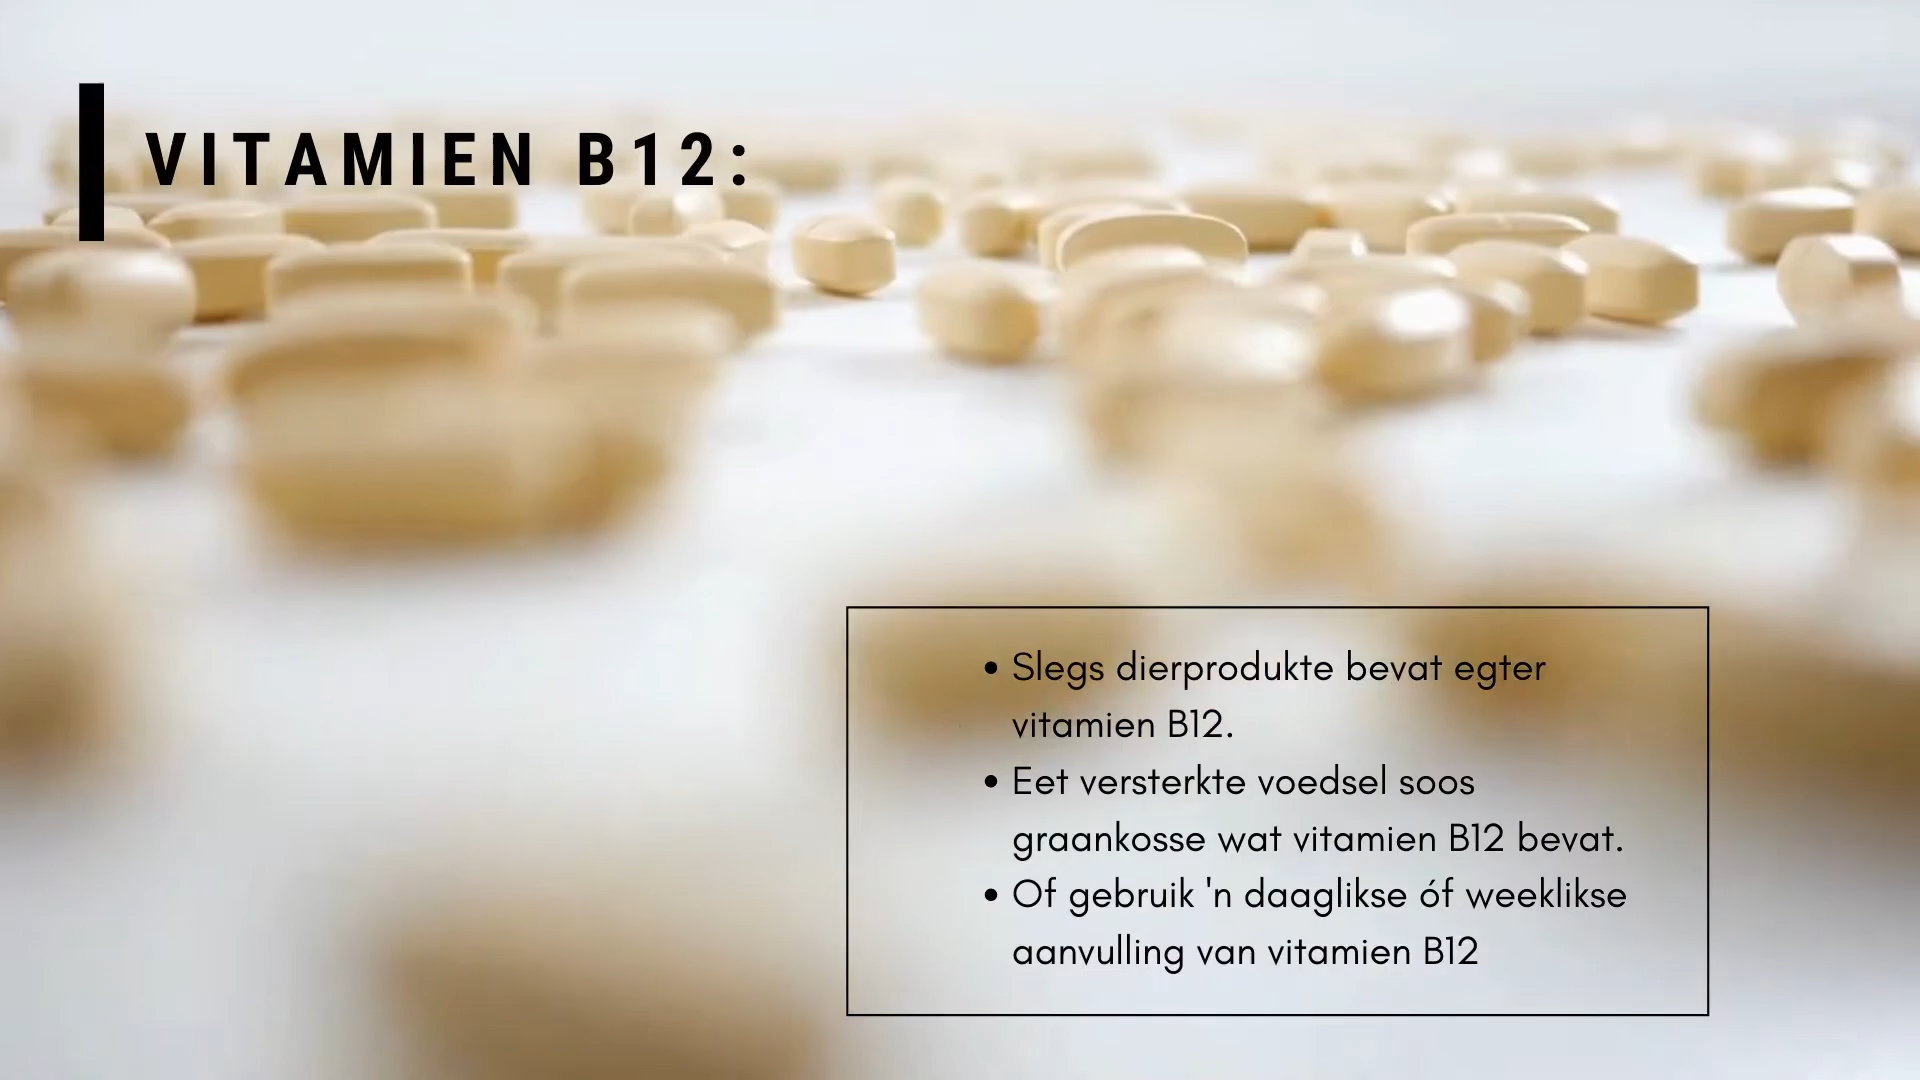 VITAMIEN B12:
• Slegs dierprodukte bevat egter
vitamien B12.
• Eet versterkte voedsel soos
graankosse wat vitamien B12 bevat.
• Of gebruik 'n daaglikse óf weeklikse
aanvulling van vitamien B12